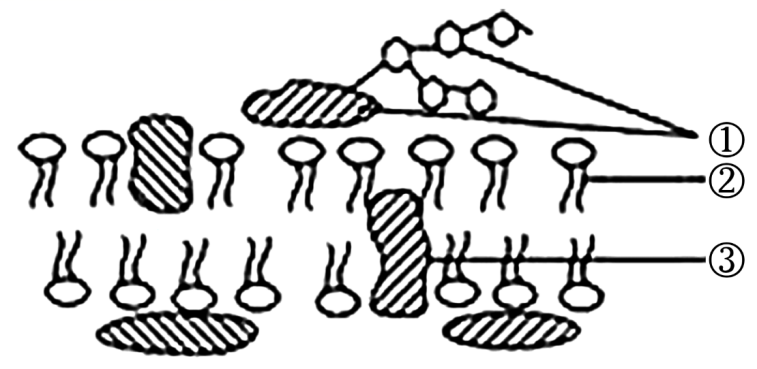 ①
②
③